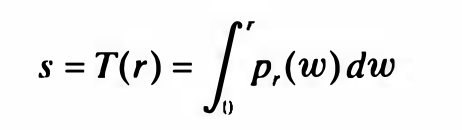 s = T(r) = ∫₀ʳ pᵣ(w) dw